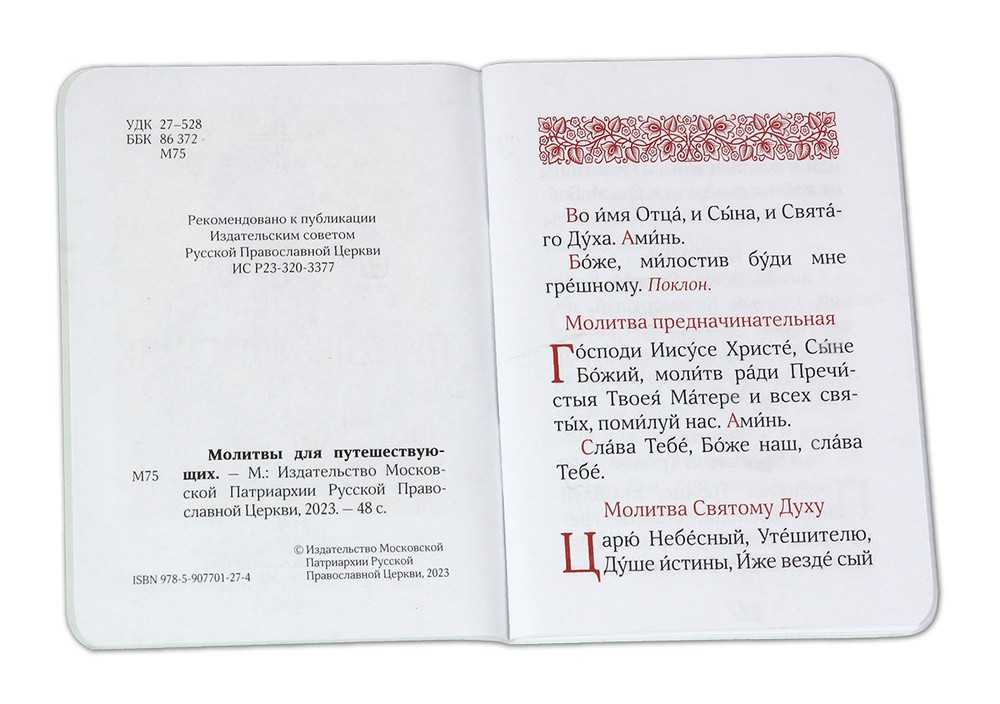 УДК 27–528
ББК 86 372
М75
Рекомендовано к публикации
Издательским советом
Русской Православной Церкви
ИС Р23-320-3377
Молитвы для путешествую-
М75 щих. — М.: Издательство Москов-
ской Патриархии Русской Право-
славной Церкви, 2023. — 48 с.
© Издательство Московской
Патриархии Русской
ISBN 978-5-907701-27-4 Православной Церкви, 2023
Во и́мя Отца́, и Сы́на, и Свята́-
го Ду́ха. Ами́нь.
Бо́же, ми́лостив бу́ди мне
гре́шному. Поклон.
Молитва предначинательная
Го́споди Иису́се Христе́, Сы́не
Бо́жий, моли́тв ра́ди Пречи́-
стыя Твоея́ Ма́тере и всех свя-
ты́х, поми́луй нас. Ами́нь.
Сла́ва Тебе́, Бо́же наш, сла́ва
Тебе́.
Молитва Святому Духу
Царю́ Небе́сный, Уте́шителю,
Ду́ше и́стины, И́же везде́ сый